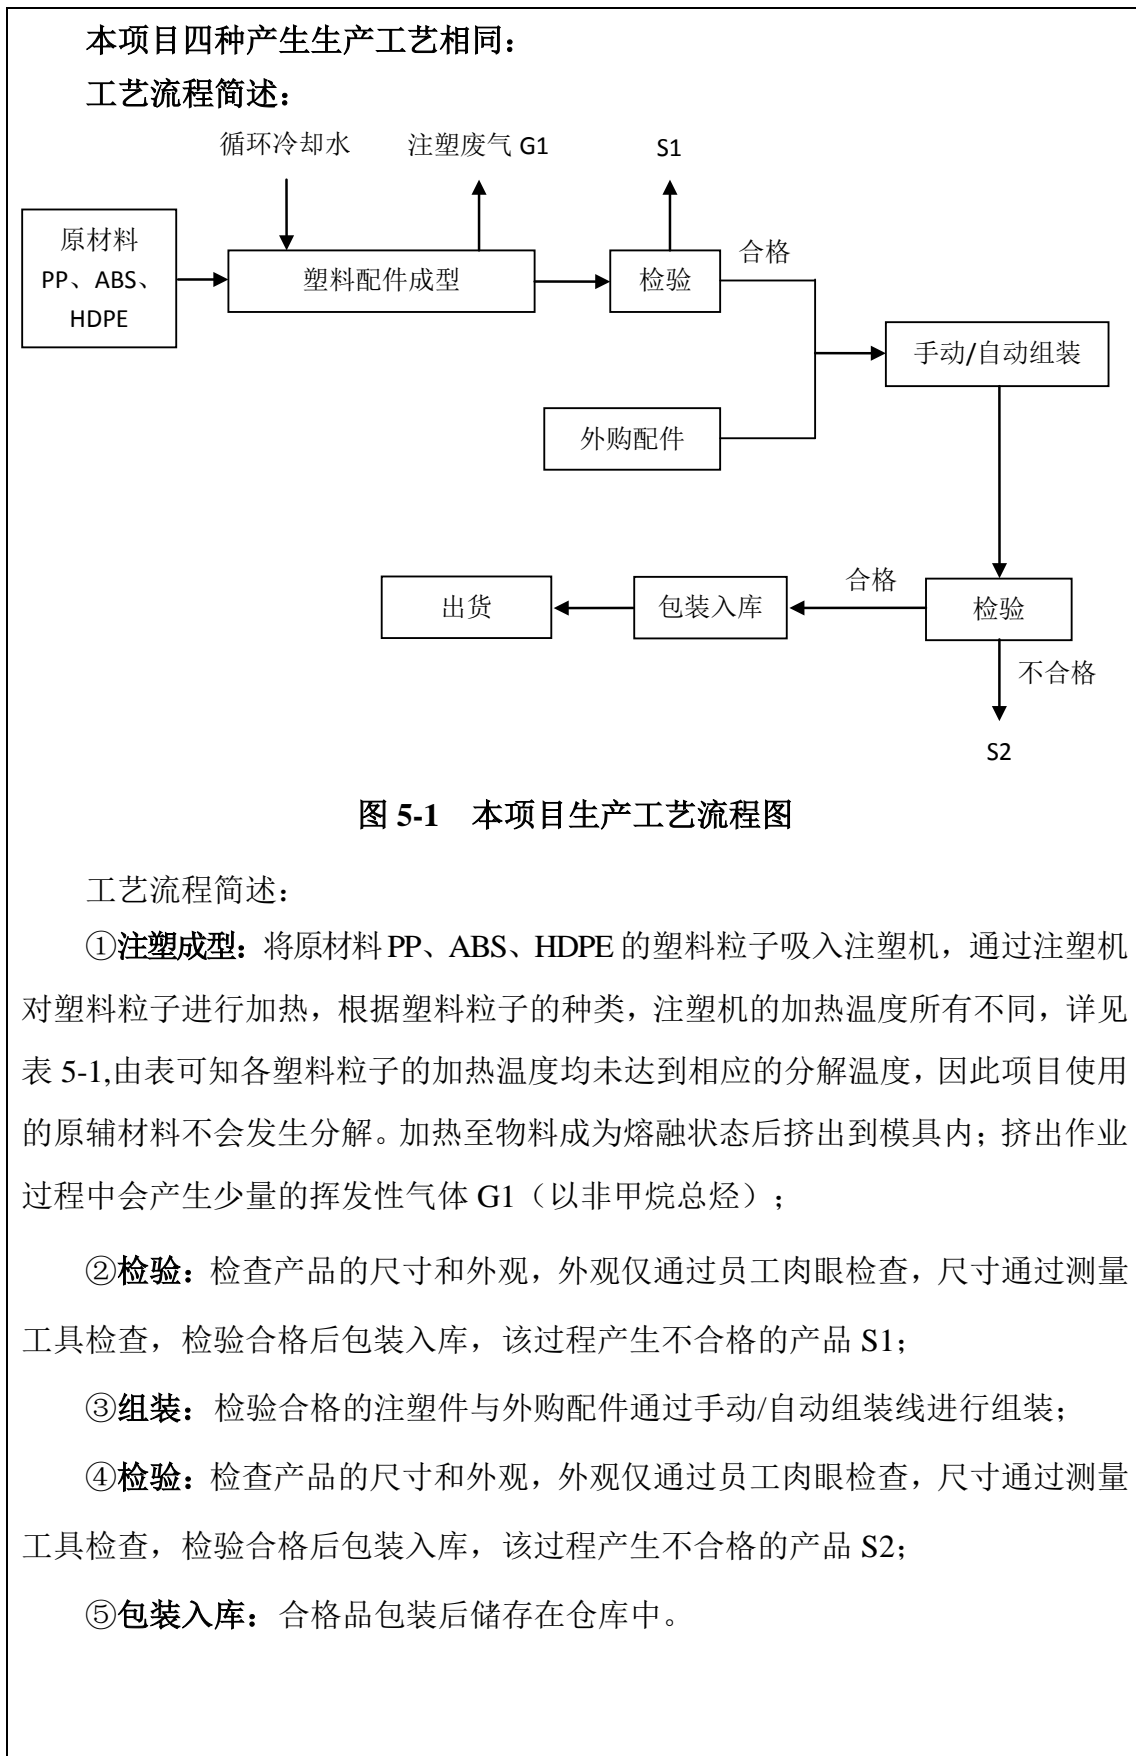 本项目四种产生生产工艺相同：
工艺流程简述：
循环冷却水
注塑废气 G1
S1
原材料
PP、ABS、
HDPE
塑料配件成型
检验
合格
手动/自动组装
外购配件
出货
包装入库
合格
检验
不合格
S2
图 5-1 本项目生产工艺流程图
工艺流程简述：
①注塑成型：将原材料 PP、ABS、HDPE 的塑料粒子吸入注塑机，通过注塑机
对塑料粒子进行加热，根据塑料粒子的种类，注塑机的加热温度所有不同，详见
表 5-1,由表可知各塑料粒子的加热温度均未达到相应的分解温度，因此项目使用
的原辅材料不会发生分解。加热至物料成为熔融状态后挤出到模具内；挤出作业
过程中会产生少量的挥发性气体 G1（以非甲烷总烃）；
②检验：检查产品的尺寸和外观，外观仅通过员工肉眼检查，尺寸通过测量
工具检查，检验合格后包装入库，该过程产生不合格的产品 S1；
③组装：检验合格的注塑件与外购配件通过手动/自动组装线进行组装；
④检验：检查产品的尺寸和外观，外观仅通过员工肉眼检查，尺寸通过测量
工具检查，检验合格后包装入库，该过程产生不合格的产品 S2；
⑤包装入库：合格品包装后储存在仓库中。